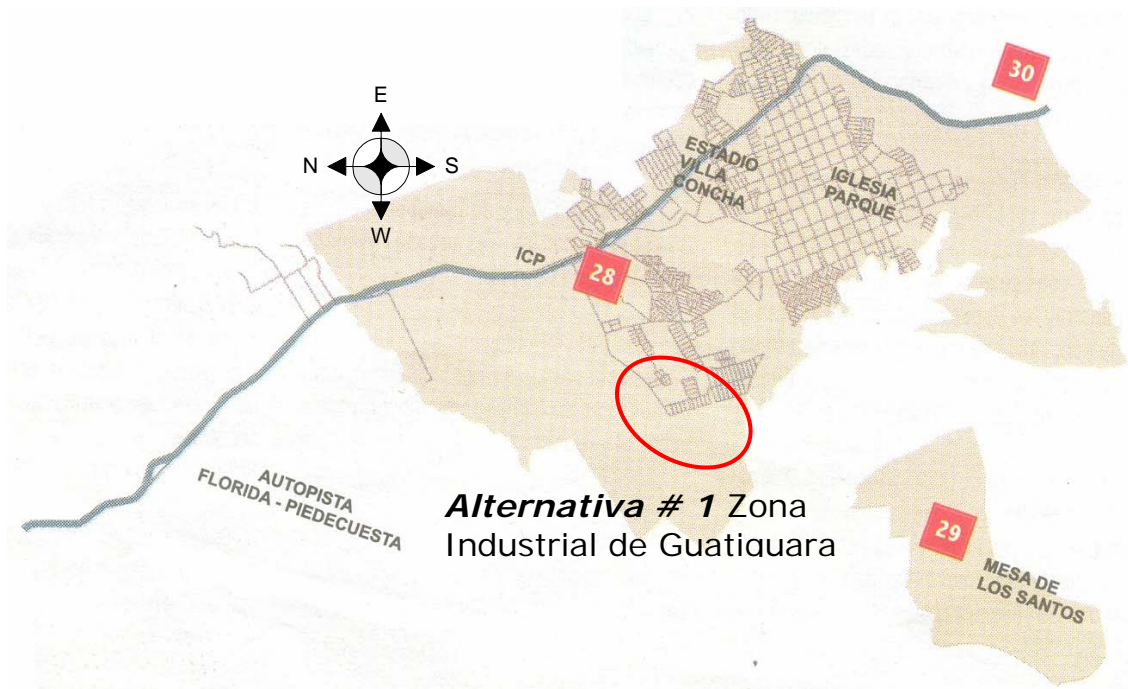 30
E
N
S
W
ESTADIO
VILLA
CONCHA
IGLESIA
PARQUE
ICP
28
AUTOPISTA
FLORIDA - PIEDECUESTA
Alternativa # 1 Zona
Industrial de Guatiguara
29
MESA DE
LOS SANTOS